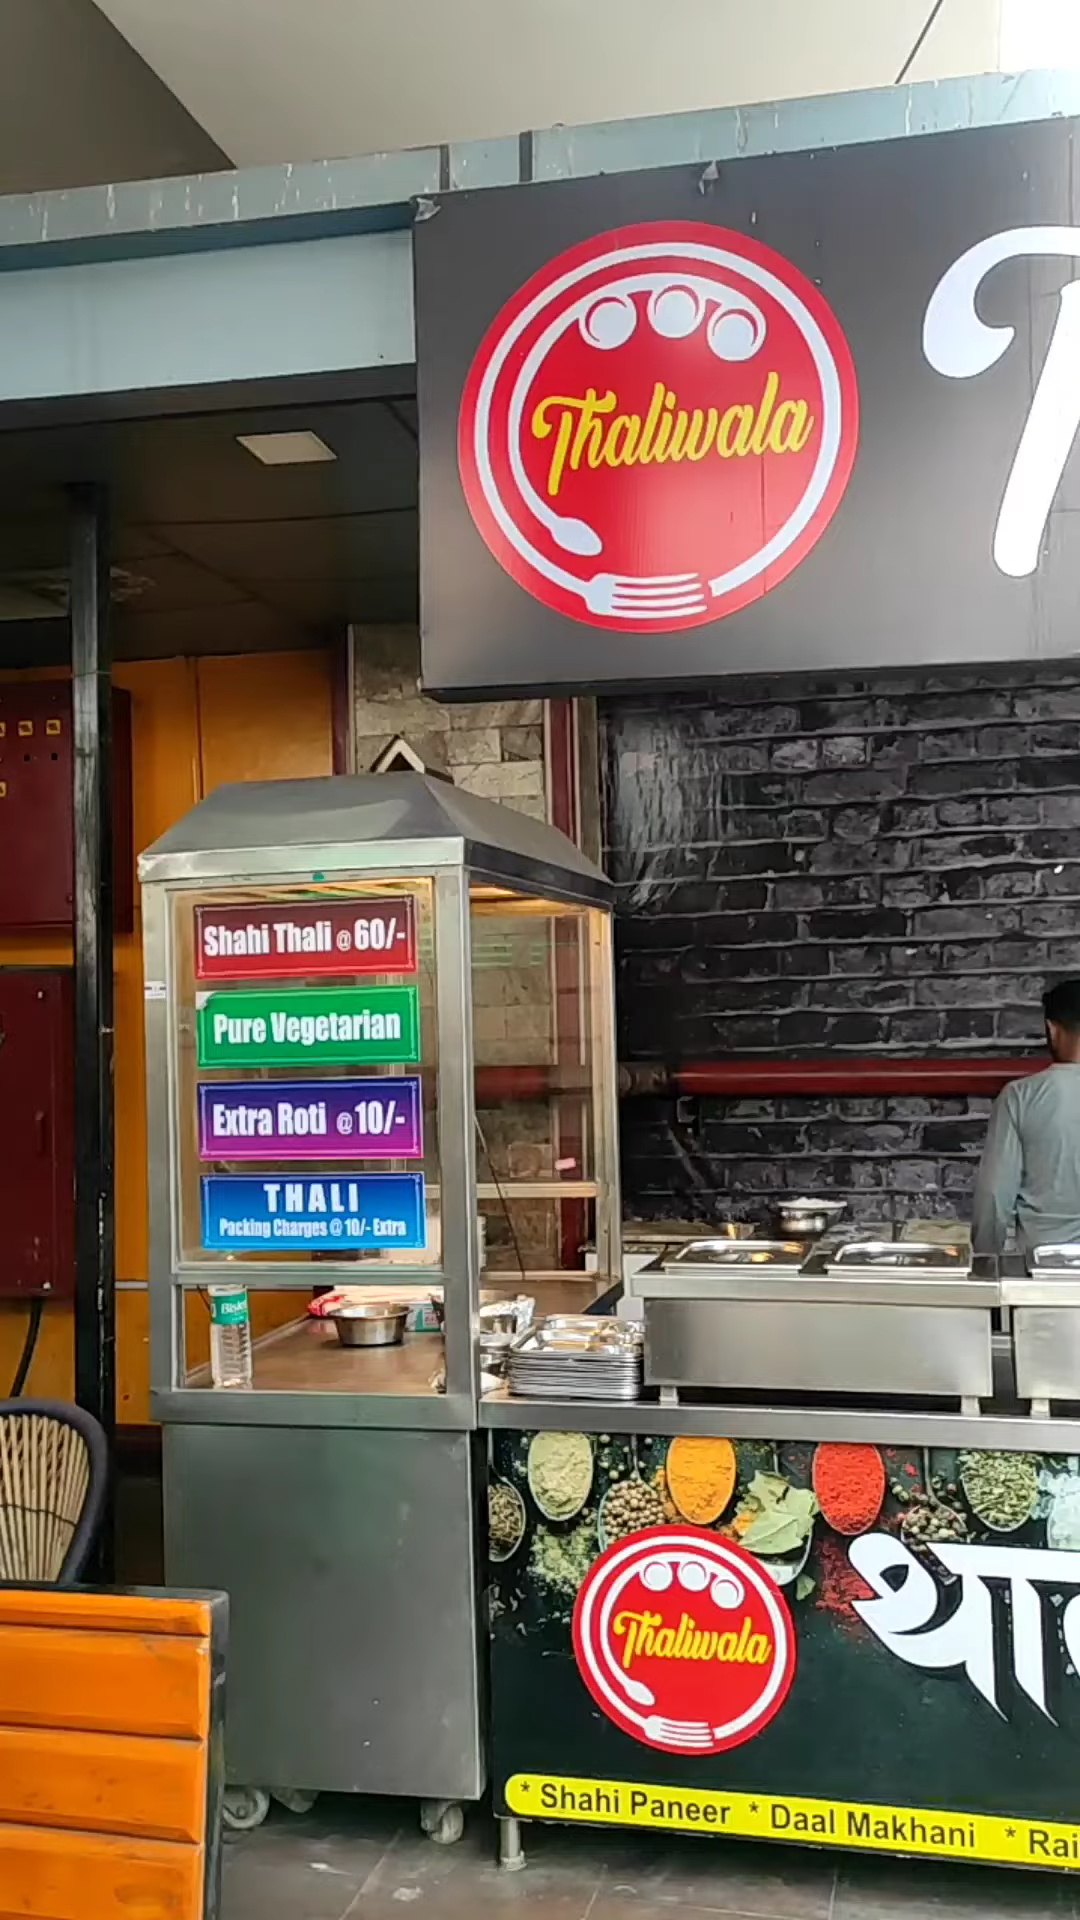 Thaliwala
T
Shahi Thali @ 60/-
Pure Vegetarian
Extra Roti @ 10/-
THALI
Packing Charges @ 10/- Extra
Thaliwala
* Shahi Paneer * Daal Makhani *